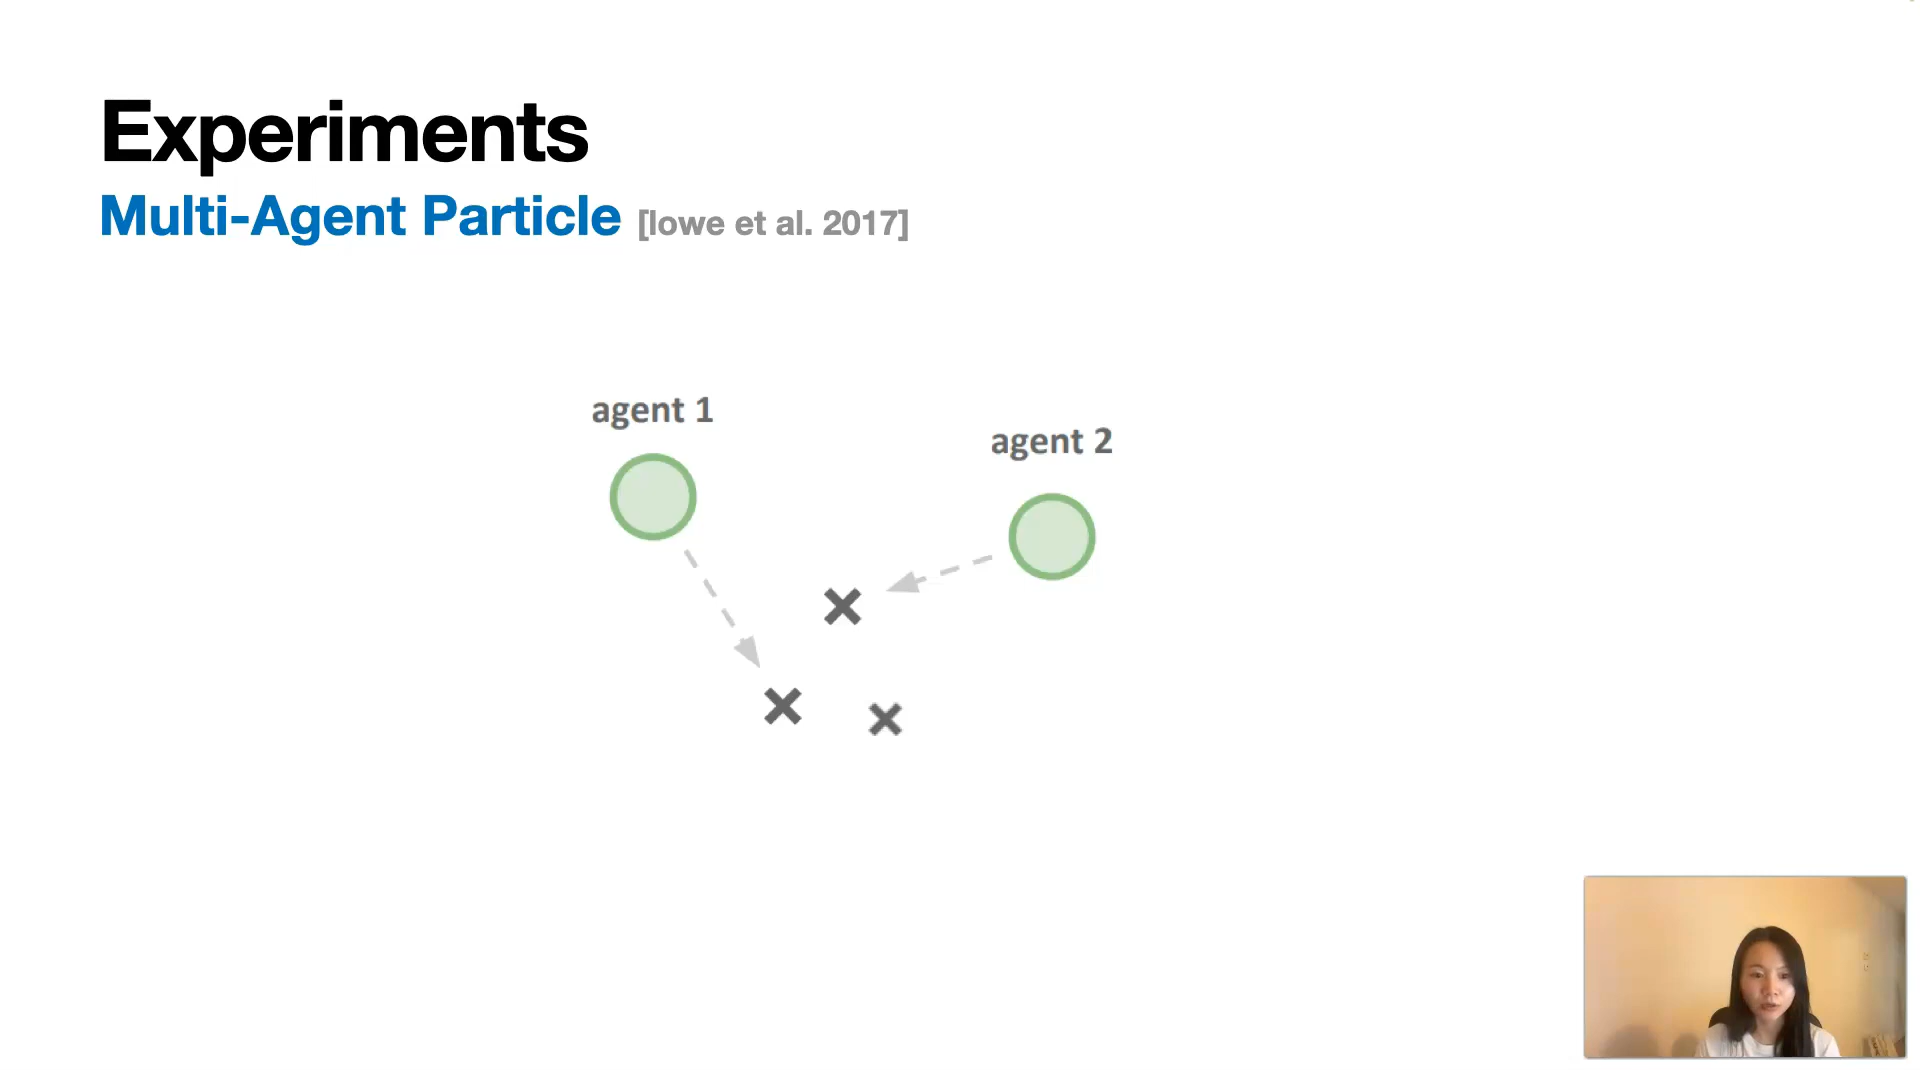 Experiments
Multi-Agent Particle [lowe et al. 2017]
agent 1
agent 2